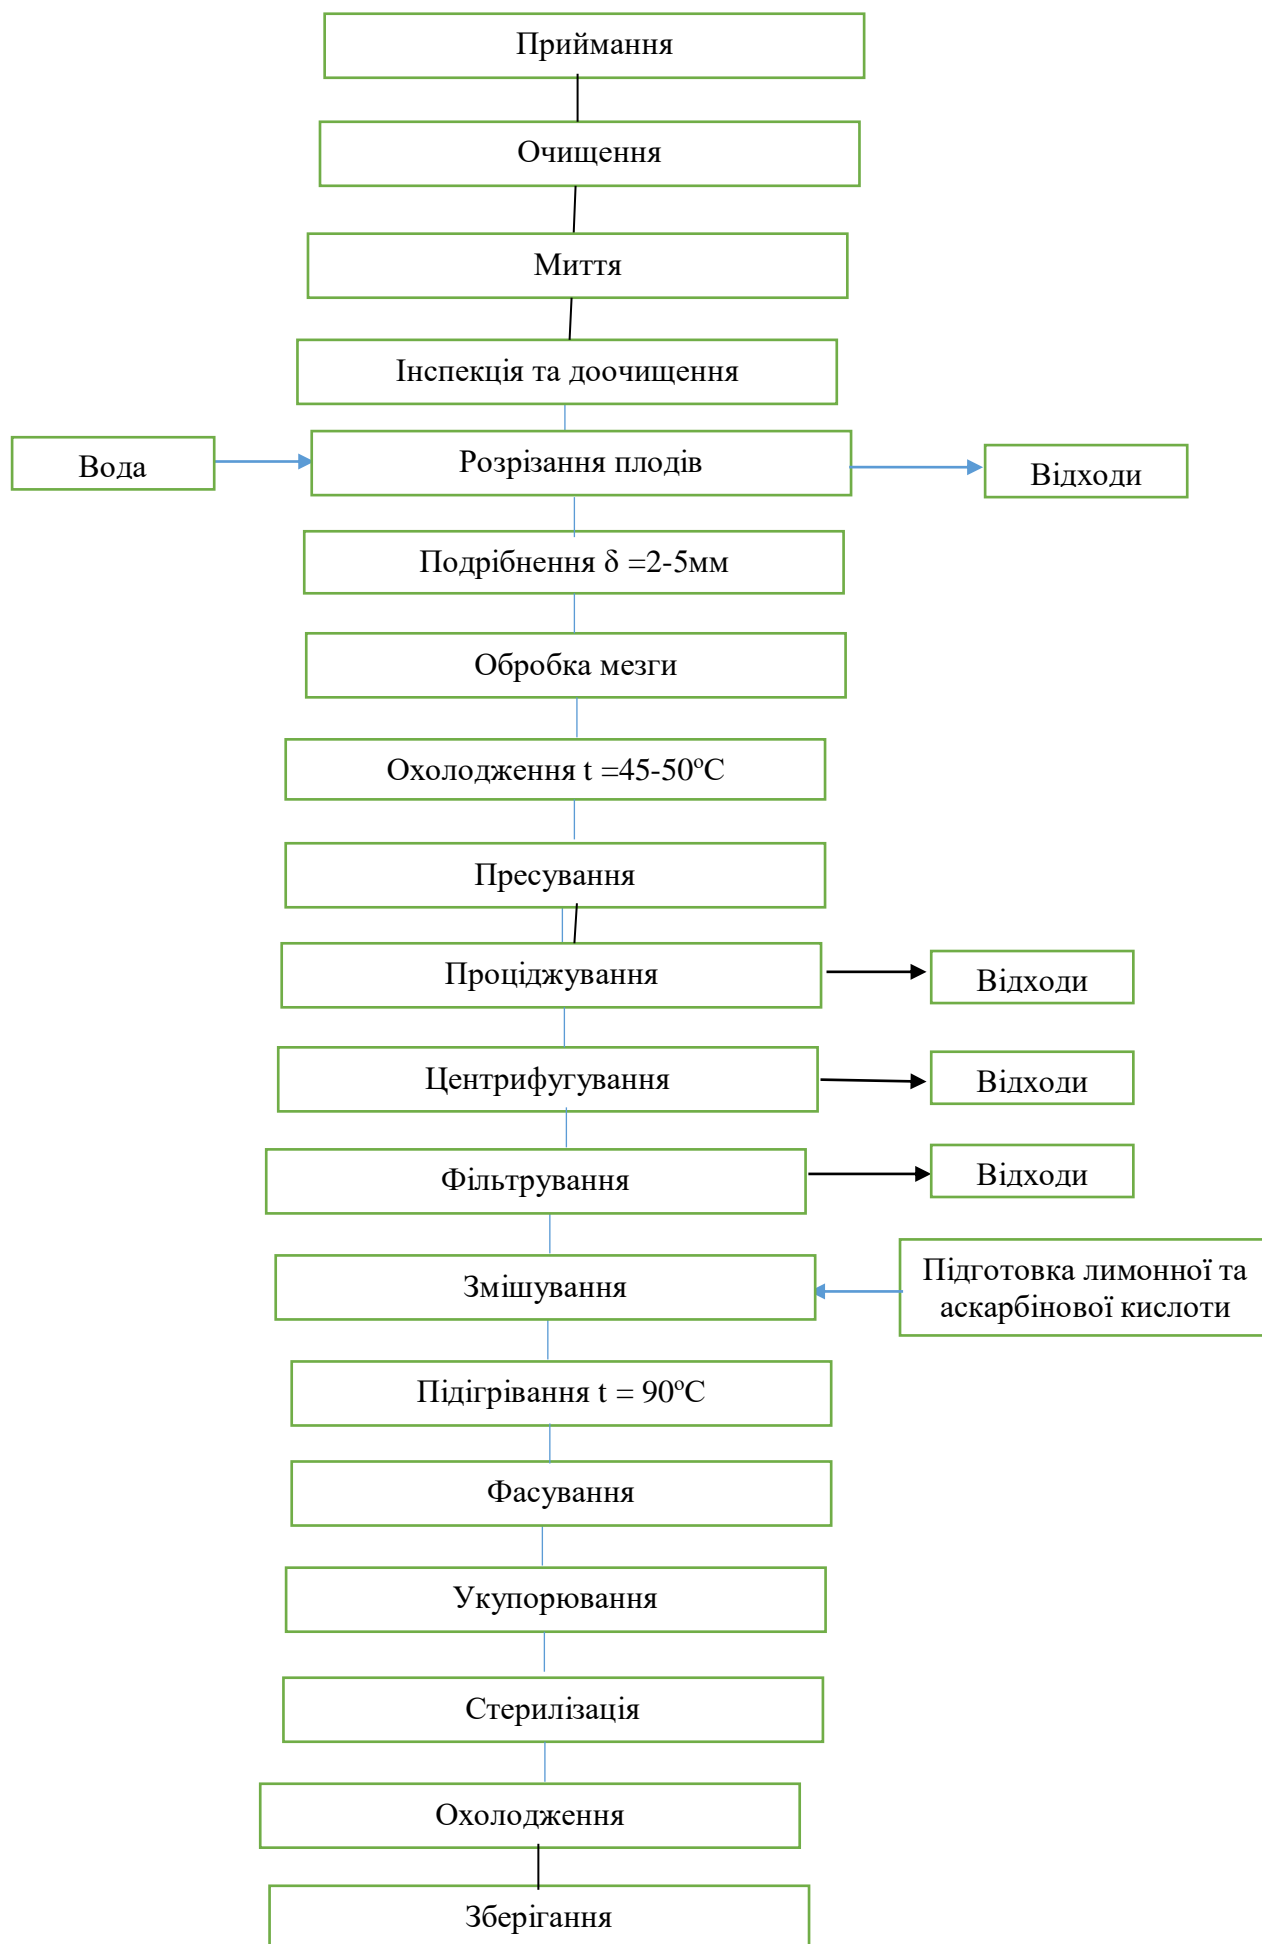 Приймання
Очищення
Миття
Інспекція та доочищення
Вода
Розрізання плодів
Відходи
Подрібнення δ =2-5мм
Обробка мезги
Охолодження t =45-50ºС
Пресування
Проціджування
Відходи
Центрифугування
Відходи
Фільтрування
Відходи
Змішування
Підготовка лимонної та
аскарбінової кислоти
Підігрівання t = 90ºС
Фасування
Укупорювання
Стерилізація
Охолодження
Зберігання